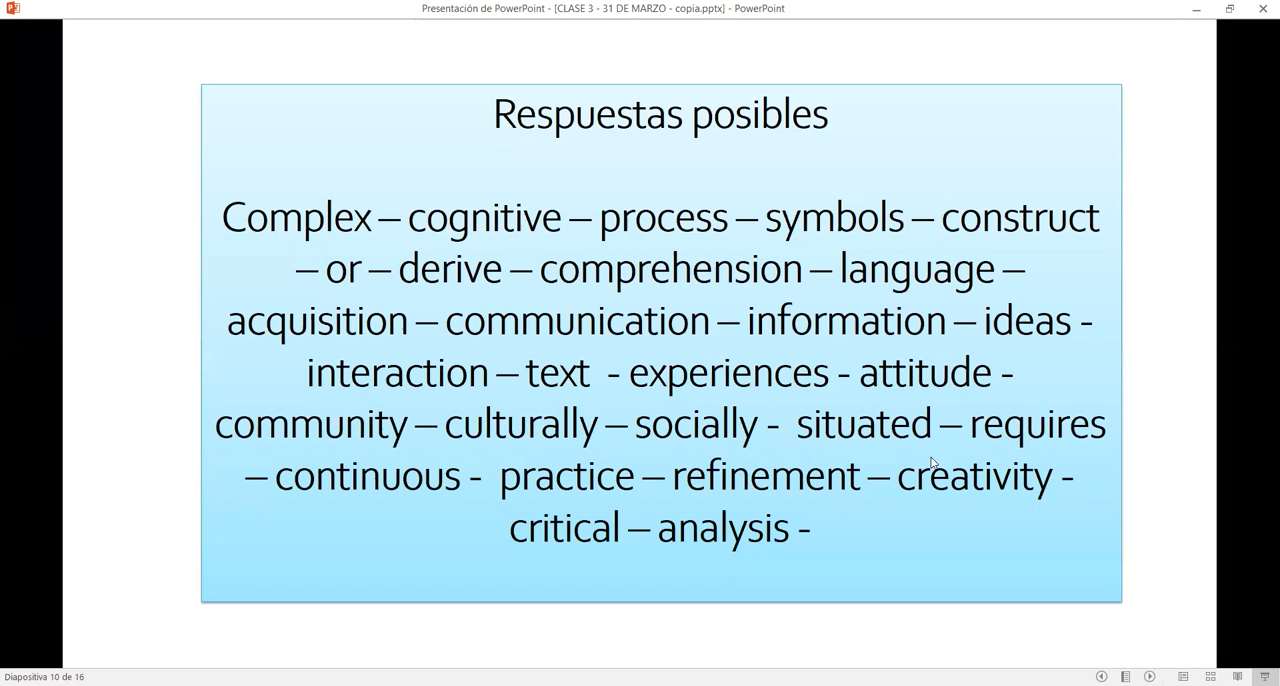 Presentación de PowerPoint - [CLASE 3 - 31 DE MARZO - copia.pptx] - PowerPoint
Respuestas posibles
Complex – cognitive – process – symbols – construct
– or – derive – comprehension – language –
acquisition – communication – information – ideas -
interaction – text - experiences - attitude -
community – culturally – socially - situated – requires
– continuous - practice – refinement – creativity -
critical – analysis -
Diapositiva 10 de 16